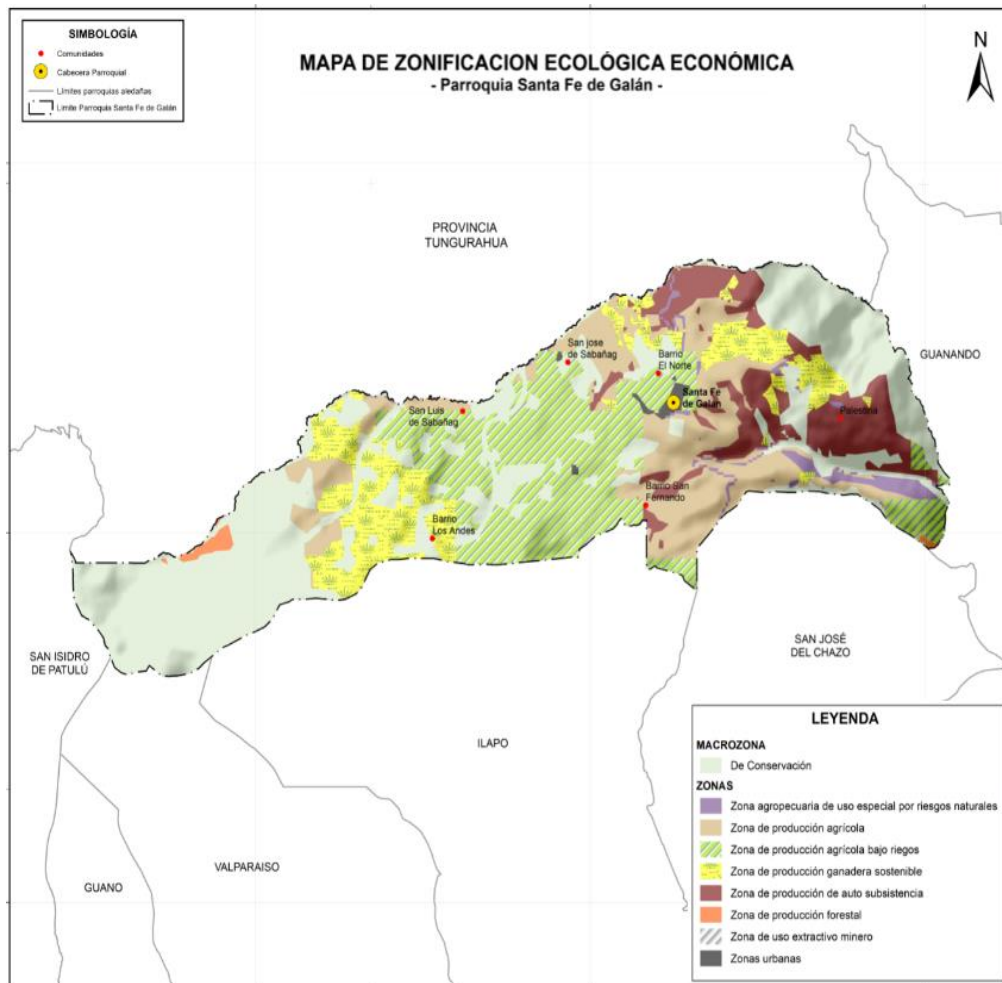 SIMBOLOGÍA
Comunidades
Cabecera Parroquial
Límites parroquias aledañas
Limite Parroquia Santa Fe de Galán
MAPA DE ZONIFICACION ECOLÓGICA ECONÓMICA
- Parroquia Santa Fe de Galán -
N
PROVINCIA
TUNGURAHUA
GUANANDO
San jose
de Sabañag
Barrio
El Norte
Santa Fe
de Galán
San Luis
de Sabañag
Palestina
Barrio San
Fernando
Barrio
Los Andes
SAN ISIDRO
DE PATULÚ
SAN JOSÉ
DEL CHAZO
ILAPO
VALPARAISO
GUANO
LEYENDA
MACROZONA
De Conservación
ZONAS
Zona agropecuaria de uso especial por riesgos naturales
Zona de producción agrícola
Zona de producción agrícola bajo riegos
Zona de producción ganadera sostenible
Zona de producción de auto subsistencia
Zona de producción forestal
Zona de uso extractivo minero
Zonas urbanas